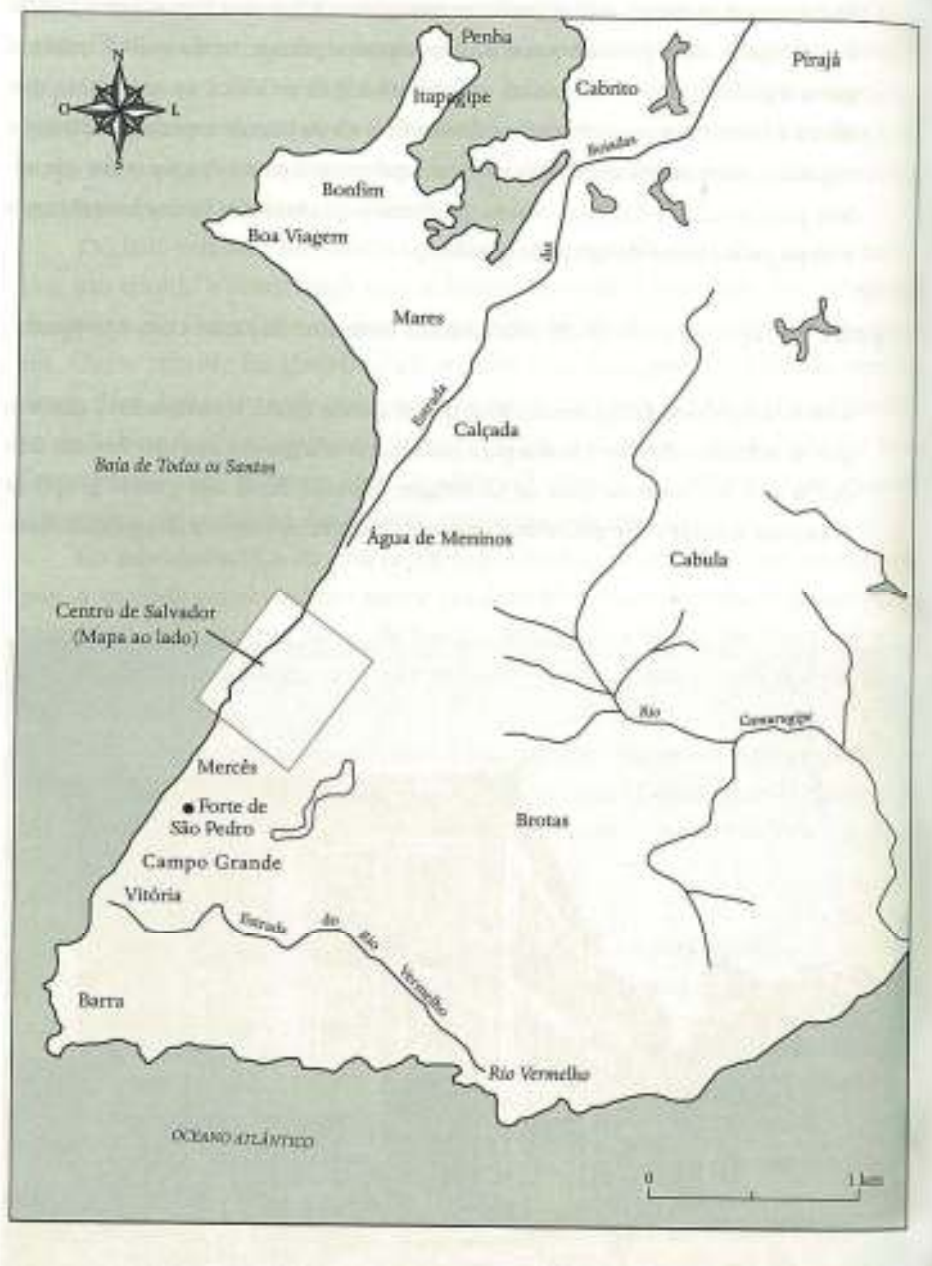 N
O L
S
Penha
Pirajá
Itapagipe
Cabrito
Boiadas
Bonfim
Boa Viagem
das
Mares
Estrada
Calçada
Baía de Todos os Santos
Água de Meninos
Cabula
Centro de Salvador
(Mapa ao lado)
Rio Camarogipe
Mercês
Forte de
São Pedro
Brotas
Campo Grande
Vitória
Estrada do Rio Vermelho
Barra
Rio Vermelho
OCEANO ATLÂNTICO
0 1 km